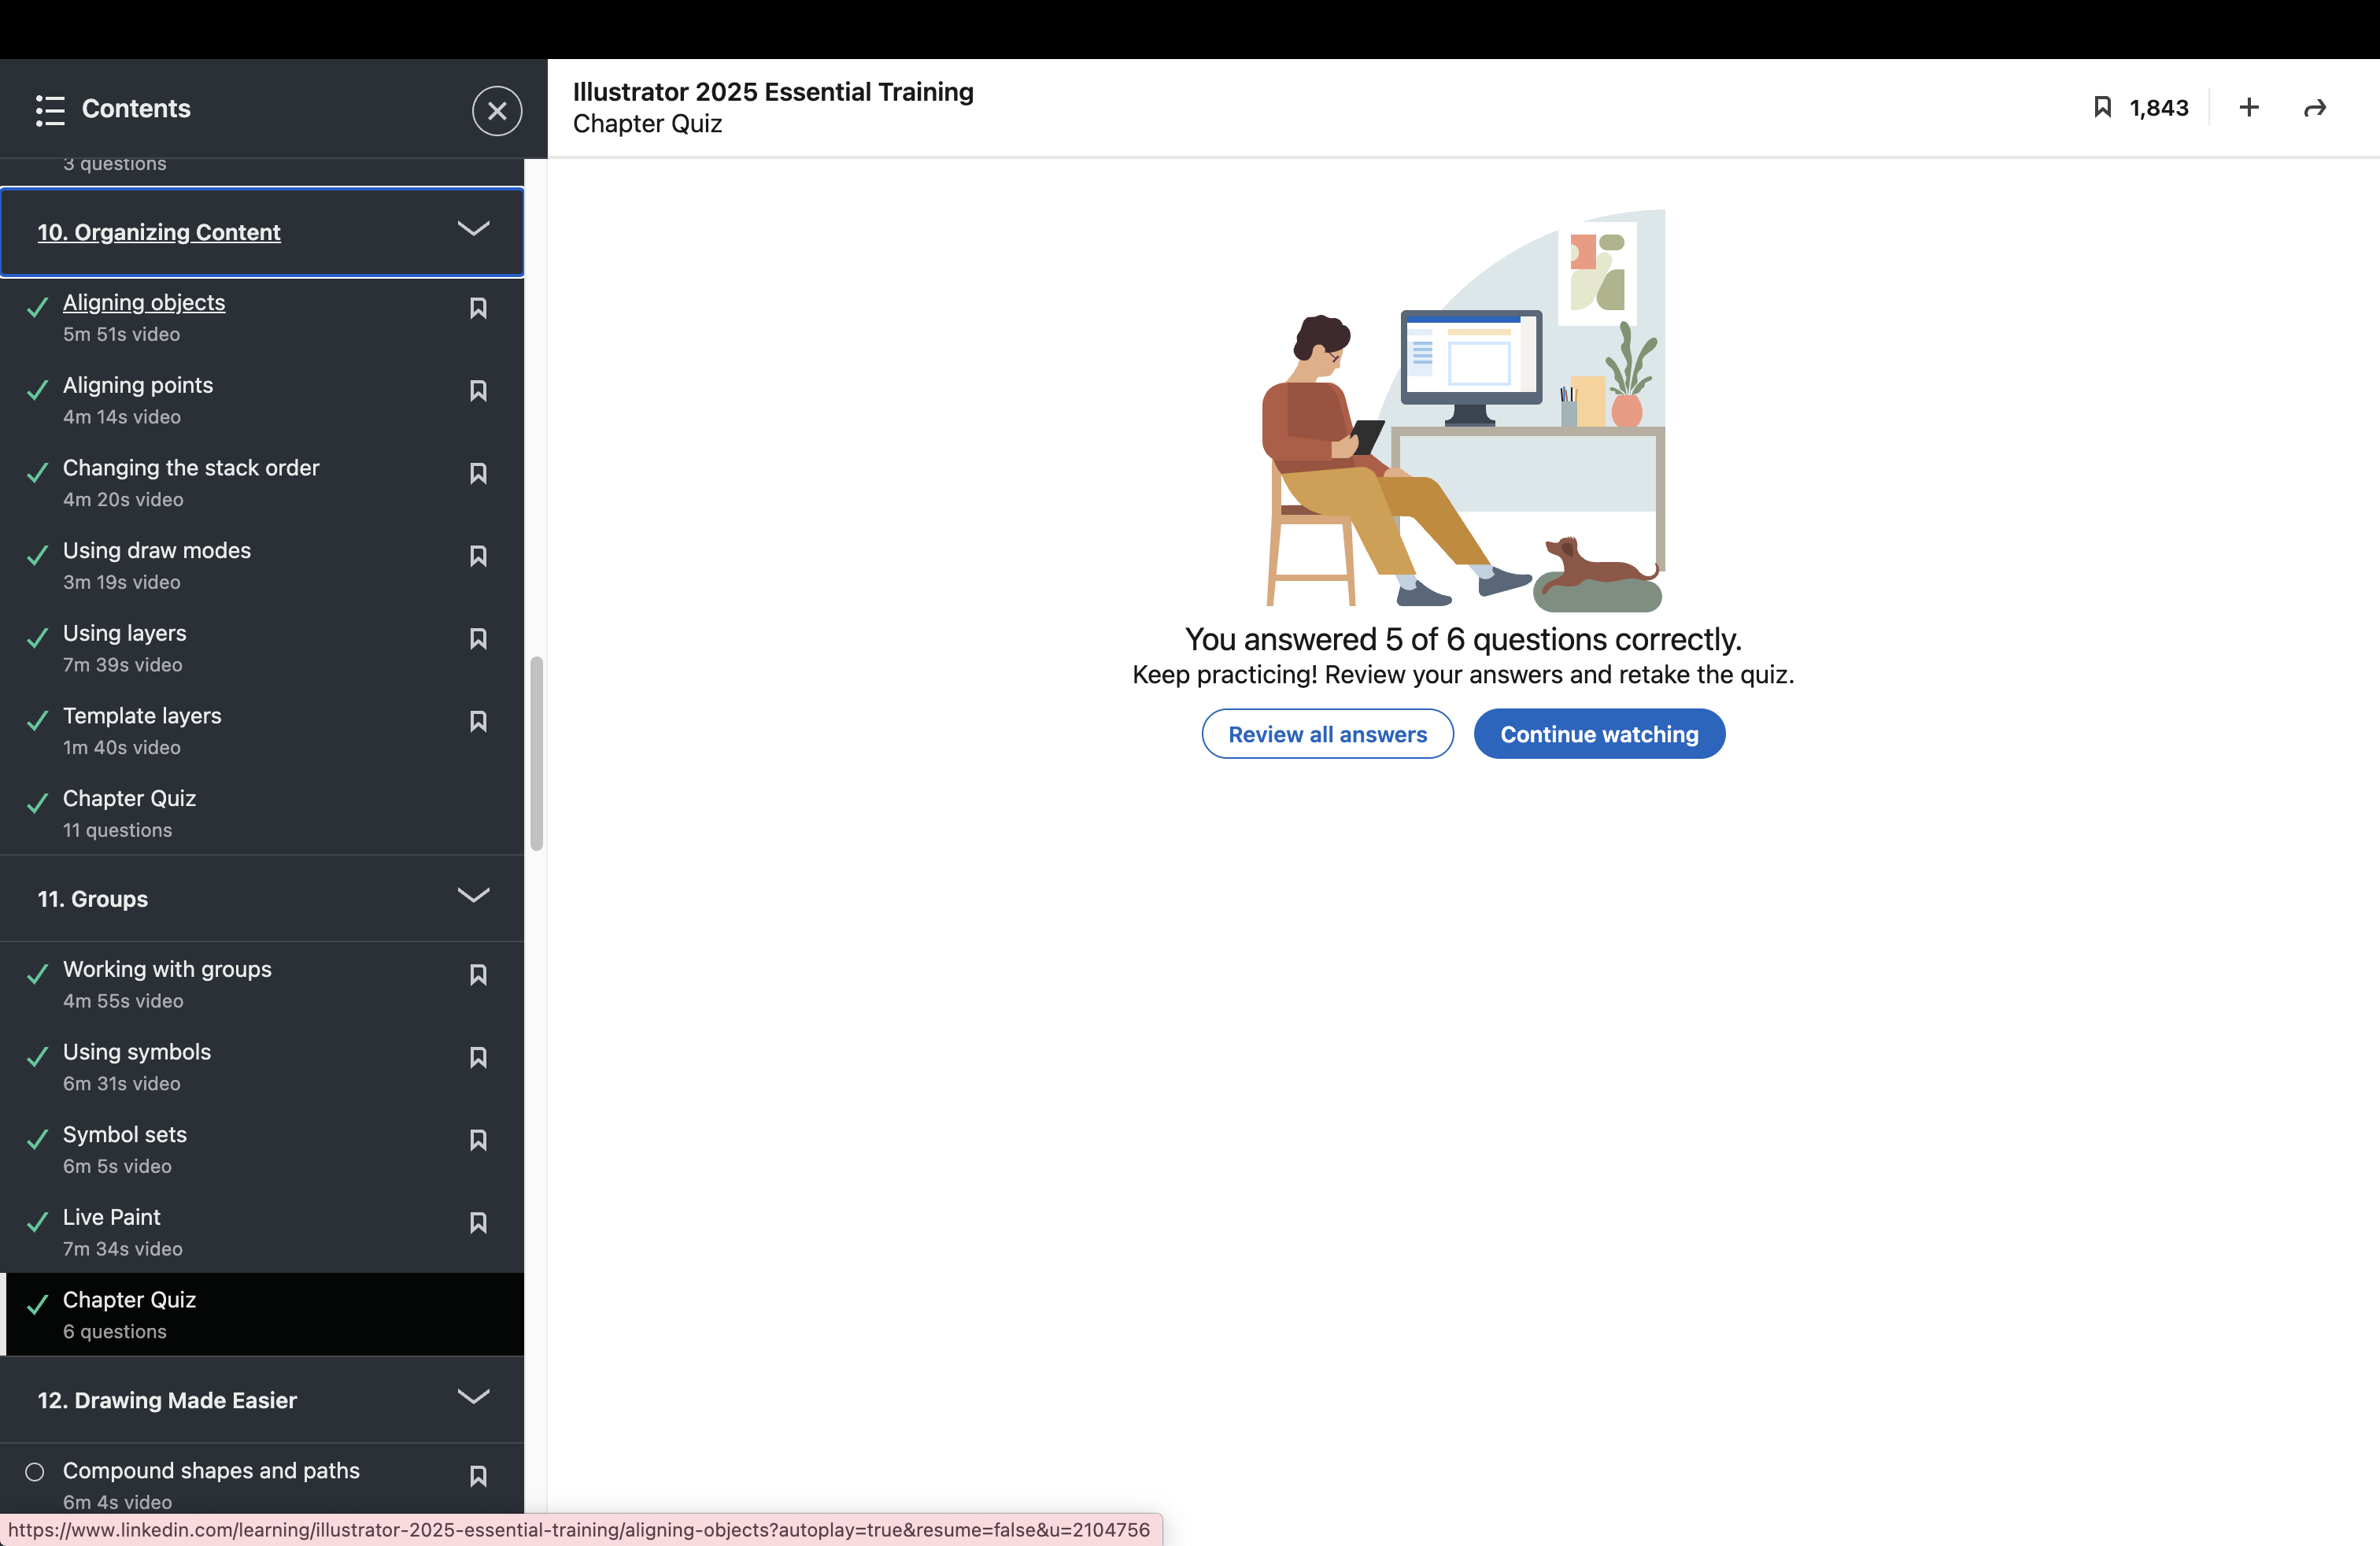 Contents
3 questions
10. Organizing Content
Aligning objects
5m 51s video
Aligning points
4m 14s video
Changing the stack order
4m 20s video
Using draw modes
3m 19s video
Using layers
7m 39s video
Template layers
1m 40s video
Chapter Quiz
11 questions
11. Groups
Working with groups
4m 55s video
Using symbols
6m 31s video
Symbol sets
6m 5s video
Live Paint
7m 34s video
Chapter Quiz
6 questions
12. Drawing Made Easier
Compound shapes and paths
6m 4s video
Illustrator 2025 Essential Training
Chapter Quiz
1,843
You answered 5 of 6 questions correctly.
Keep practicing! Review your answers and retake the quiz.
Review all answers
Continue watching
https://www.linkedin.com/learning/illustrator-2025-essential-training/aligning-objects?autoplay=true&resume=false&u=2104756